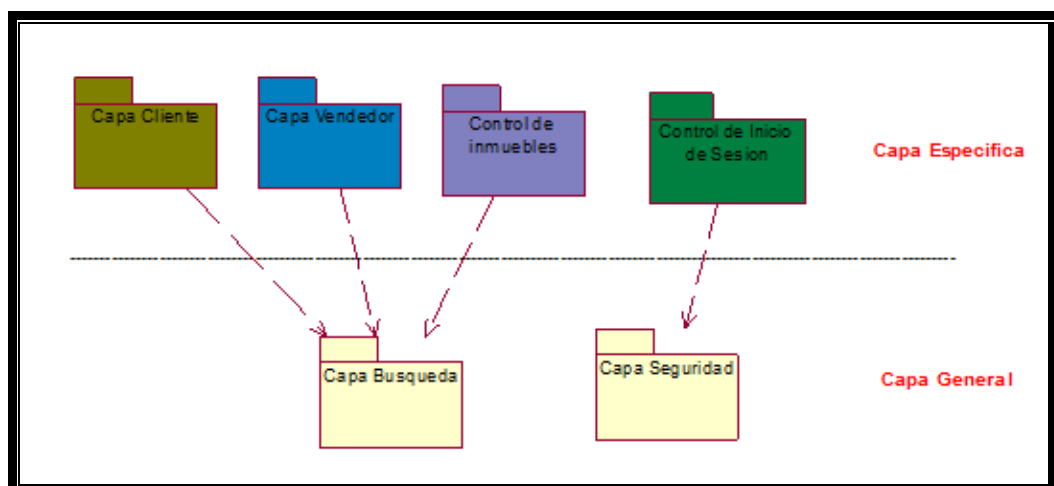 Capa Cliente
Capa Vendedor
Control de
inmuebles
Control de Inicio
de Sesion
Capa Especifica
Capa Busqueda
Capa Seguridad
Capa General